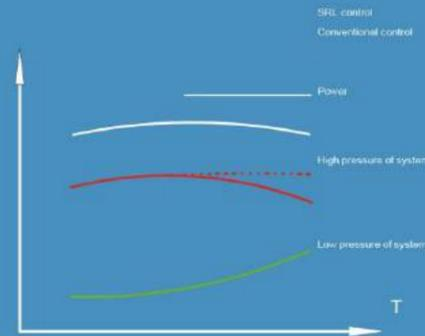 SRL control
Conventional control
Power
High pressure of system
Low pressure of system
T